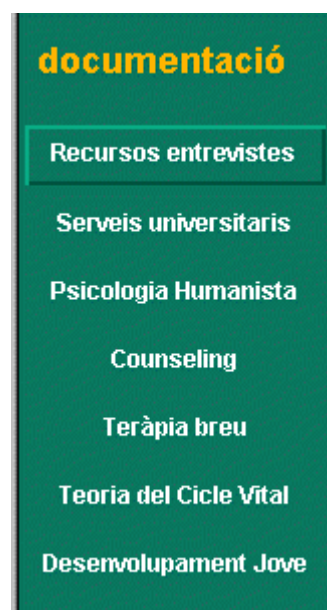 documentació
Recursos entrevistes
Serveis universitaris
Psicologia Humanista
Counseling
Teràpia breu
Teoria del Cicle Vital
Desenvolupament Jove